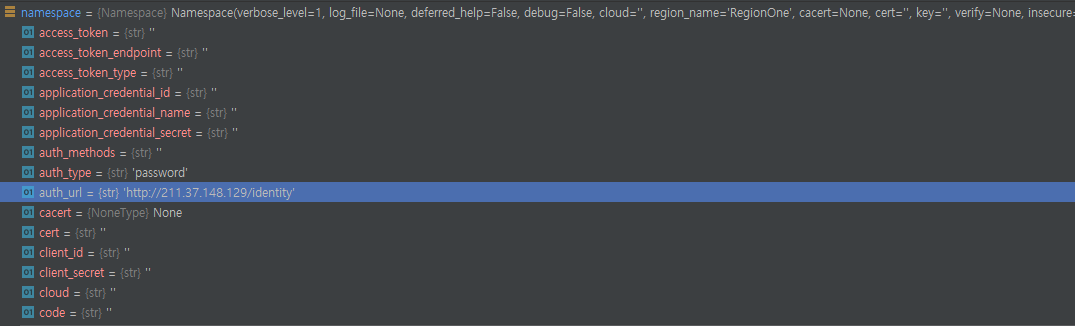 namespace = {Namespace} Namespace(verbose_level=1, log_file=None, deferred_help=False, debug=False, cloud='', region_name='RegionOne', cacert=None, cert='', key='', verify=None, insecure=
01 access_token = {str} ''
01 access_token_endpoint = {str} ''
01 access_token_type = {str} ''
01 application_credential_id = {str} ''
01 application_credential_name = {str} ''
01 application_credential_secret = {str} ''
01 auth_methods = {str} ''
01 auth_type = {str} 'password'
01 auth_url = {str} 'http://211.37.148.129/identity'
01 cacert = {NoneType} None
01 cert = {str} ''
01 client_id = {str} ''
01 client_secret = {str} ''
01 cloud = {str} ''
01 code = {str} ''